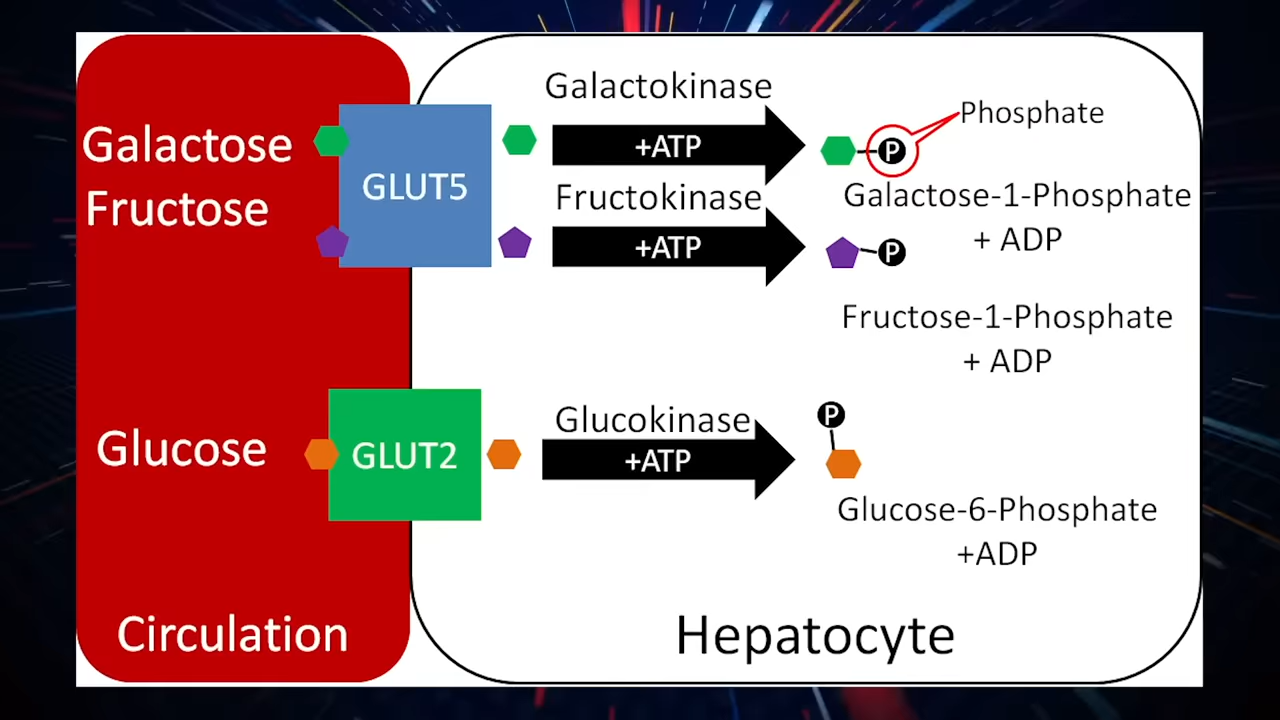 Galactose
Fructose
GLUT5
Galactokinase
+ATP
Fructokinase
+ATP
Phosphate
P
Galactose-1-Phosphate
+ ADP
P
Fructose-1-Phosphate
+ ADP
Glucose
GLUT2
Glucokinase
+ATP
P
Glucose-6-Phosphate
+ADP
Circulation
Hepatocyte